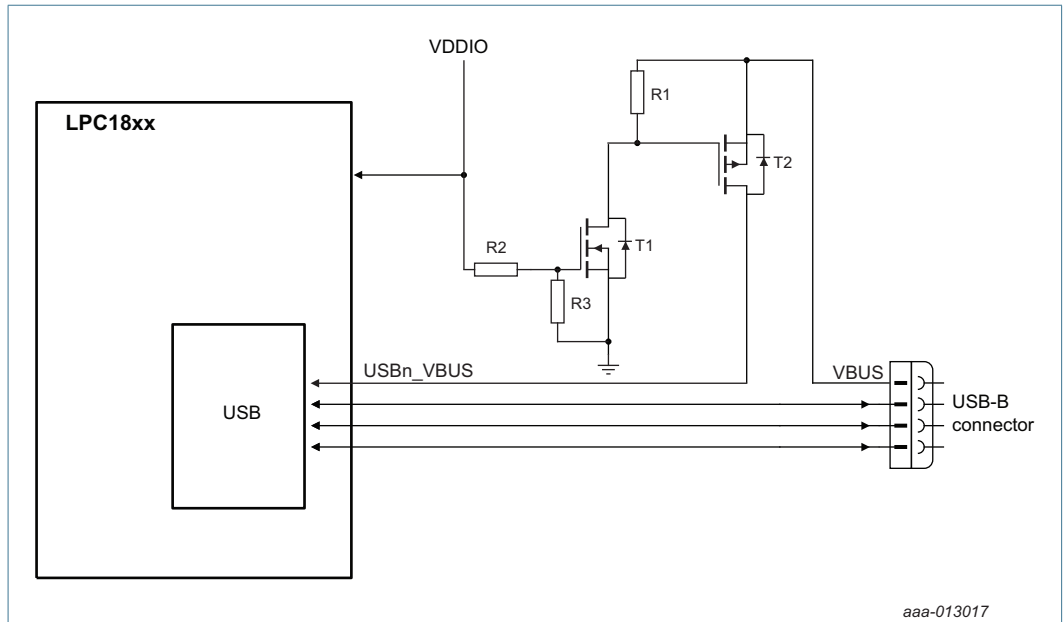 VDDIO
LPC18xx
R1
T2
R2
T1
R3
USBn_VBUS
VBUS
USB
USB-B
connector
aaa-013017